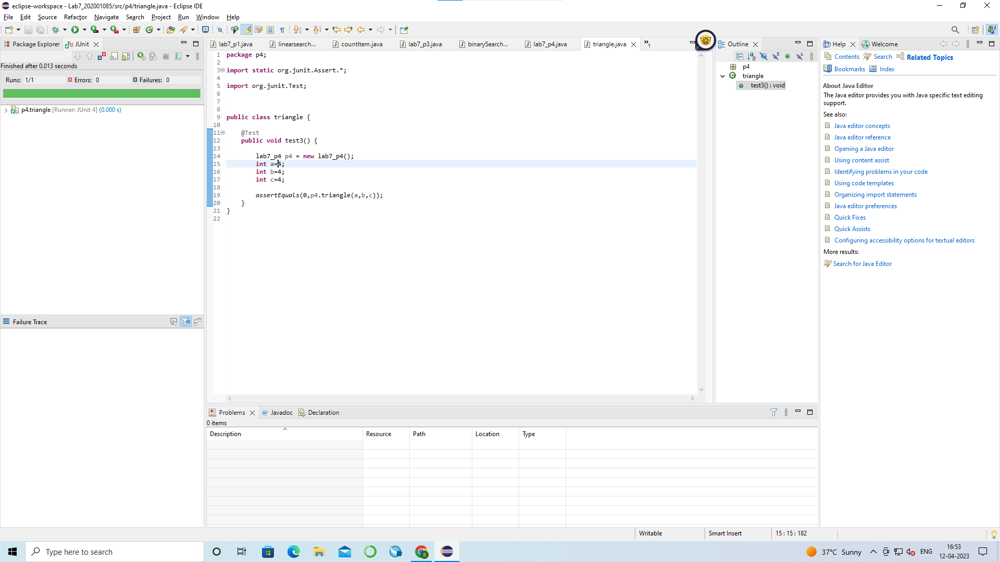 eclipse-workspace - Lab7_202001085/src/p4/triangle.java - Eclipse IDE
File Edit Source Refactor Navigate Search Project Run Window Help
Package Explorer JUnit
Finished after 0.013 seconds
Runs: 1/1 Errors: 0 Failures: 0
p4.triangle [Runner: JUnit 4] (0.000 s)
Failure Trace
lab7_p1.java linearsearch... countItem.java lab7_p3.java binarySearch... lab7_p4.java triangle.java »1
1 package p4;
2
3 import static org.junit.Assert.*;
4
5 import org.junit.Test;
6
7
8
9 public class triangle {
10
11 @Test
12 public void test3() {
13
14 lab7_p4 p4 = new lab7_p4();
15 int a=4;
16 int b=4;
17 int c=4;
18
19 assertEquals(0,p4.triangle(a,b,c));
20 }
21 }
22
Outline
p4
triangle
test3() : void
Help Welcome
Contents Search Related Topics
Bookmarks Index
About Java Editor
The Java editor provides you with Java specific text editing
support.
See also:
Java editor concepts
Java editor reference
Opening a Java editor
Using content assist
Identifying problems in your code
Using code templates
Organizing import statements
Java editor preferences
Quick Fixes
Quick Assists
Configuring accessibility options for textual editors
More results:
Search for Java Editor
Problems @ Javadoc Declaration
0 items
Description Resource Path Location Type
Writable Smart Insert 15 : 15 : 182
Type here to search
37°C Sunny ENG
16:53
12-04-2023